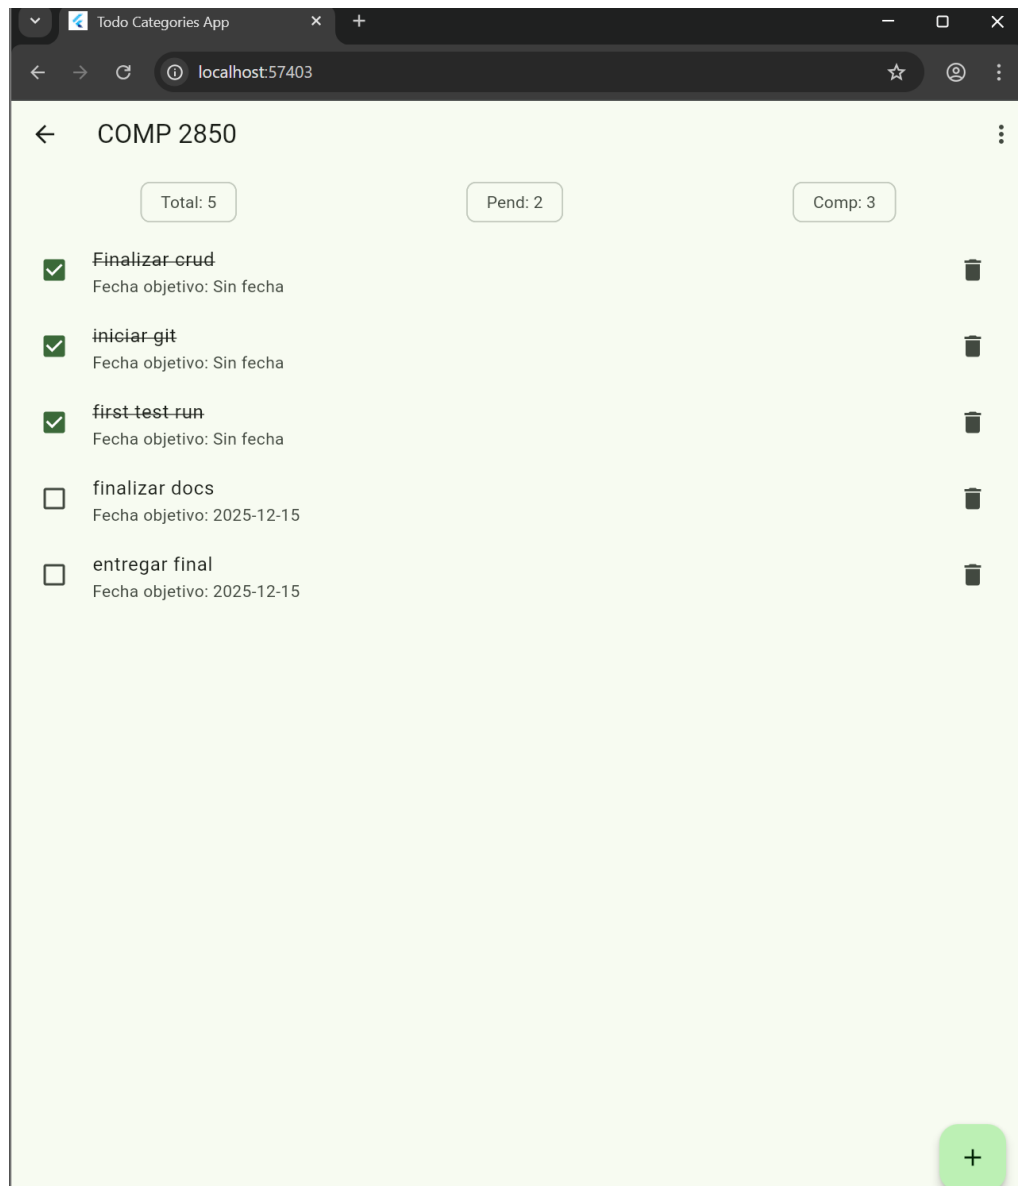 Todo Categories App
localhost:57403
COMP 2850
Total: 5
Pend: 2
Comp: 3
Finalizar crud
Fecha objetivo: Sin fecha
iniciar git
Fecha objetivo: Sin fecha
first test run
Fecha objetivo: Sin fecha
finalizar docs
Fecha objetivo: 2025-12-15
entregar final
Fecha objetivo: 2025-12-15